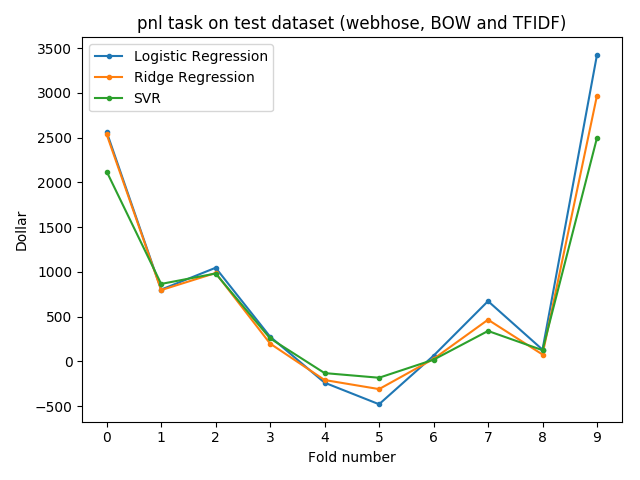 pnl task on test dataset (webhose, BOW and TFIDF)
Logistic Regression
Ridge Regression
SVR
3500
3000
2500
2000
1500
1000
500
0
−500
Dollar
0 1 2 3 4 5 6 7 8 9
Fold number